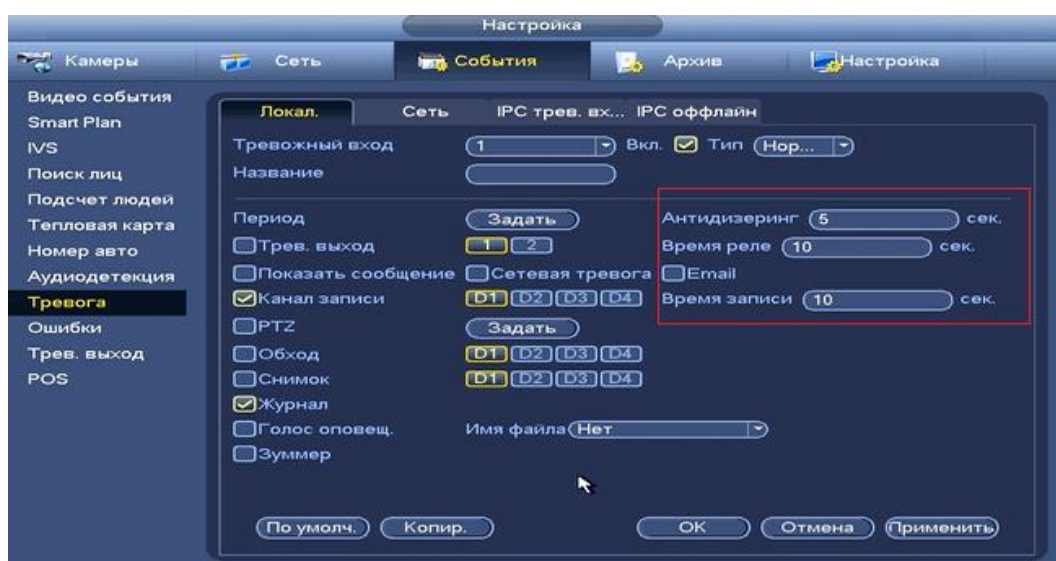 Настройка
Камеры Сеть События Архив Настройка
Видео события
Smart Plan
IVS
Поиск лиц
Подсчет людей
Тепловая карта
Номер авто
Аудиодетекция
Тревога
Ошибки
Трев. выход
POS
Локал. Сеть IPC трев. вх... IPC оффлайн
Тревожный вход 1 Вкл. Тип Нор...
Название
Период Задать Антидизеринг 5 сек.
Трев. выход 1 2 Время реле 10 сек.
Показать сообщение Сетевая тревога Email
Канал записи D1 D2 D3 D4 Время записи 10 сек.
PTZ Задать
Обход D1 D2 D3 D4
Снимок D1 D2 D3 D4
Журнал
Голос оповещ. Имя файла Нет
Зуммер
По умолч. Копир. OK Отмена Применить